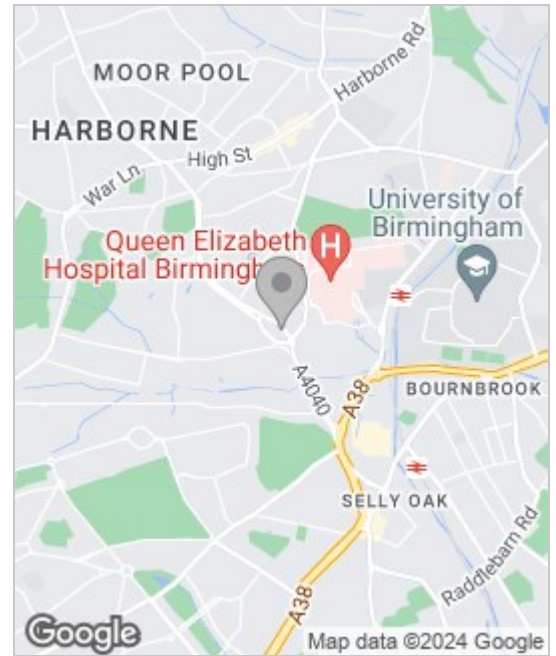 MOOR POOL
Harborne Rd
HARBORNE
High St
War Ln
University of
Birmingham
Queen Elizabeth
Hospital Birmingham
A4040
A38
BOURNBROOK
SELLY OAK
Raddlebarn Rd
A38
Google
Map data ©2024 Google